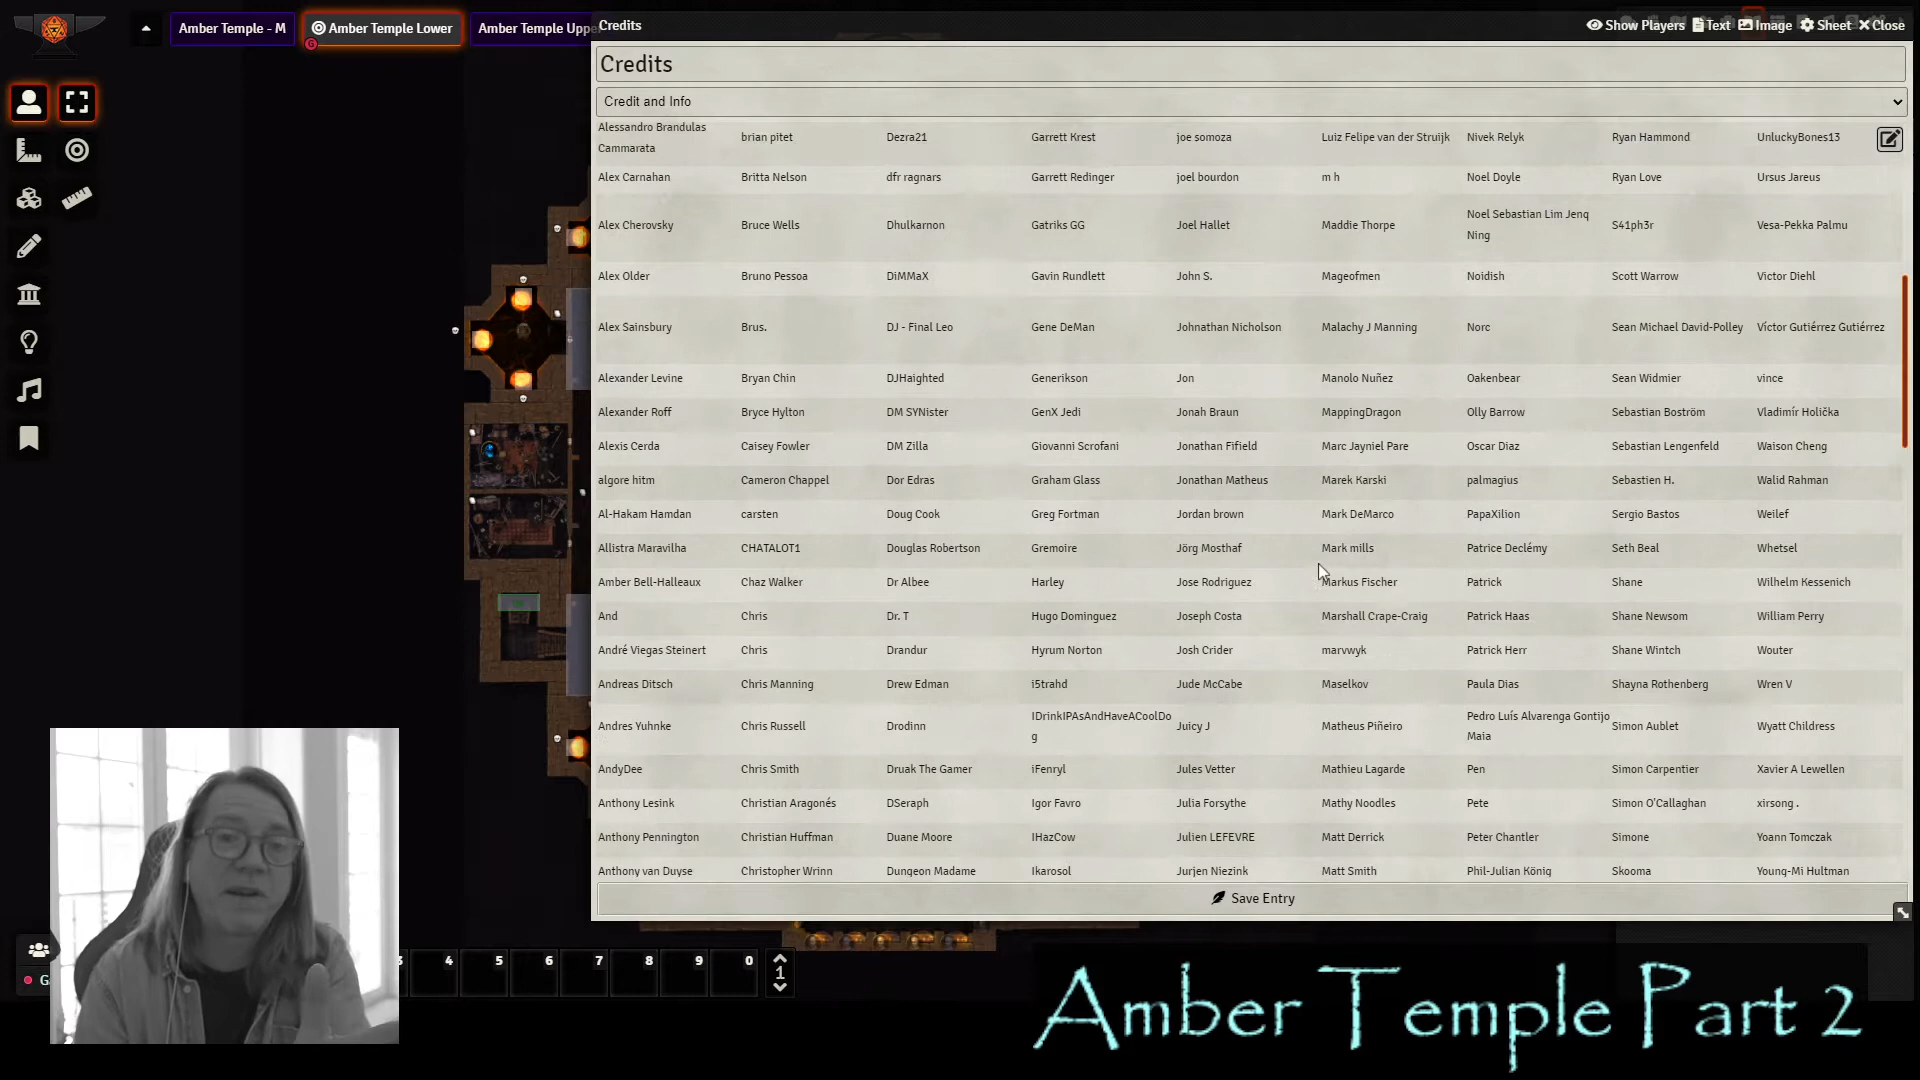 Amber Temple - M
Amber Temple Lower
Amber Temple Uppe
Credits
Show Players
Text
Image
Sheet
Close
G
Credits
Credit and Info
Alessandro Brandulas
Cammarata
brian pitet
Dezra21
Garrett Krest
joe somoza
Luiz Felipe van der Struijk
Nivek Relyk
Ryan Hammond
UnluckyBones13
Alex Carnahan
Britta Nelson
dfr ragnars
Garrett Redinger
joel bourdon
m h
Noel Doyle
Ryan Love
Ursus Jareus
Alex Cherovsky
Bruce Wells
Dhulkarnon
Gatriks GG
Joel Hallet
Maddie Thorpe
Noel Sebastian Lim Jenq
Ning
S41ph3r
Vesa-Pekka Palmu
Alex Older
Bruno Pessoa
DiMMaX
Gavin Rundlett
John S.
Mageofmen
Noidish
Scott Warrow
Victor Diehl
Alex Sainsbury
Brus.
DJ - Final Leo
Gene DeMan
Johnathan Nicholson
Malachy J Manning
Norc
Sean Michael David-Polley
Víctor Gutiérrez Gutiérrez
Alexander Levine
Bryan Chin
DJHaighted
Generikson
Jon
Manolo Nuñez
Oakenbear
Sean Widmier
vince
Alexander Roff
Bryce Hylton
DM SYNister
GenX Jedi
Jonah Braun
MappingDragon
Olly Barrow
Sebastian Boström
Vladimír Holička
Alexis Cerda
Caisey Fowler
DM Zilla
Giovanni Scrofani
Jonathan Fifield
Marc Jayniel Pare
Oscar Diaz
Sebastian Lengenfeld
Waison Cheng
algore hitm
Cameron Chappel
Dor Edras
Graham Glass
Jonathan Matheus
Marek Karski
palmagius
Sebastien H.
Walid Rahman
Al-Hakam Hamdan
carsten
Doug Cook
Greg Fortman
Jordan brown
Mark DeMarco
PapaXilion
Sergio Bastos
Weilef
Allistra Maravilha
CHATALOT1
Douglas Robertson
Gremoire
Jörg Mosthaf
Mark mills
Patrice Declémy
Seth Beal
Whetsel
Amber Bell-Halleaux
Chaz Walker
Dr Albee
Harley
Jose Rodriguez
Markus Fischer
Patrick
Shane
Wilhelm Kessenich
And
Chris
Dr. T
Hugo Dominguez
Joseph Costa
Marshall Crape-Craig
Patrick Haas
Shane Newsom
William Perry
André Viegas Steinert
Chris
Drandur
Hyrum Norton
Josh Crider
marvwyk
Patrick Herr
Shane Wintch
Wouter
Andreas Ditsch
Chris Manning
Drew Edman
i5trahd
Jude McCabe
Maselkov
Paula Dias
Shayna Rothenberg
Wren V
Andres Yuhnke
Chris Russell
Drodinn
IDrinkIPAsAndHaveACoolDo
g
Juicy J
Matheus Piñeiro
Pedro Luís Alvarenga Gontijo
Maia
Simon Aublet
Wyatt Childress
AndyDee
Chris Smith
Druak The Gamer
iFenryl
Jules Vetter
Mathieu Lagarde
Pen
Simon Carpentier
Xavier A Lewellen
Anthony Lesink
Christian Aragonés
DSeraph
Igor Favro
Julia Forsythe
Mathy Noodles
Pete
Simon O'Callaghan
xirsong .
Anthony Pennington
Christian Huffman
Duane Moore
IHazCow
Julien LEFEVRE
Matt Derrick
Peter Chantler
Simone
Yoann Tomczak
Anthony van Duyse
Christopher Wrinn
Dungeon Madame
Ikarosol
Jurjen Niezink
Matt Smith
Phil-Julian König
Skooma
Young-Mi Hultman
Save Entry
3 4 5 6 7 8 9 0
1
G
Amber Temple Part 2